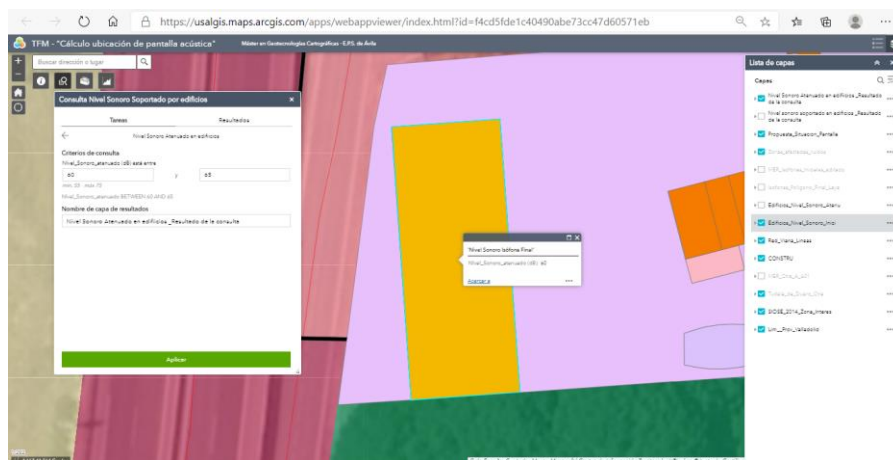 https://usalgis.maps.arcgis.com/apps/webappviewer/index.html?id=f4cd5fde1c40490abe73cc47d60571eb
TFM - "Cálculo ubicación de pantalla acústica"
Máster en Geotecnologías Cartográficas - E.P.S. de Ávila
Buscar dirección o lugar
Consulta Nivel Sonoro Soportado por edificios
Tareas
Resultados
Nivel Sonoro Atenuado en edificios
Criterios de consulta
Nivel_Sonoro_atenuado (dB) está entre
60 y 65
Nivel_Sonoro_atenuado BETWEEN 60 AND 65
Nombre de capa de resultados
Nivel Sonoro Atenuado en edificios _Resultado de la consulta
Aplicar
"Nivel Sonoro Isófona Final"
Nivel_Sonoro_atenuado (dB): 60
Acercar a
Lista de capas
Capas
Nivel Sonoro Atenuado en edificios _Resultado de la consulta
Nivel sonoro soportado en edificios _Resultado de la consulta
Propuesta_Situacion_Pantalla
Edificios_Nivel_Sonoro_Atenu
Edificios_Nivel_Sonoro_Inici
Red_Viaria_Lineas
CONSTRU
SIOSE_2014_Zona_Interes
Lim_Prov_Valladolid